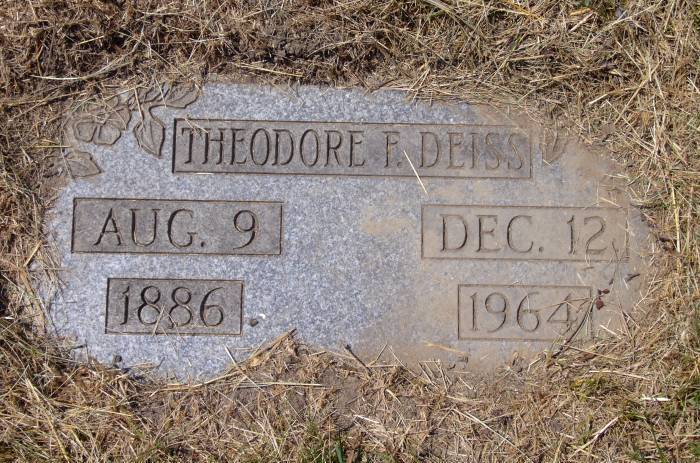 THEODORE F. DEISS
AUG. 9
1886
DEC. 12
1964